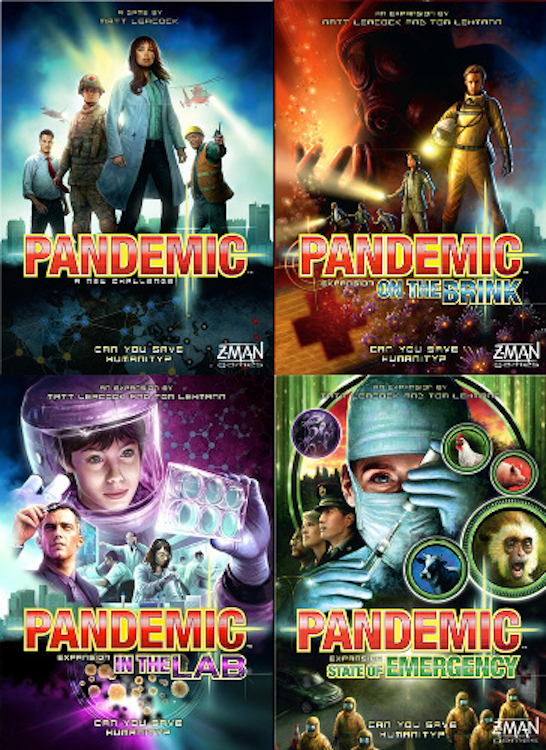 A GAME BY
MATT LEACOCK
PANDEMIC
A NEW CHALLENGE
CAN YOU SAVE
HUMANITY?
Z-MAN
games
AN EXPANSION BY
MATT LEACOCK AND TOM LEHMANN
PANDEMIC
EXPANSION
ON THE BRINK
CAN YOU SAVE
HUMANITY?
Z-MAN
games
AN EXPANSION BY
MATT LEACOCK AND TOM LEHMANN
PANDEMIC
EXPANSION
IN THE LAB
CAN YOU SAVE
HUMANITY?
AN EXPANSION BY
MATT LEACOCK AND TOM LEHMANN
PANDEMIC
EXPANSION
STATE OF EMERGENCY
CAN YOU SAVE
HUMANITY?
Z-MAN
games